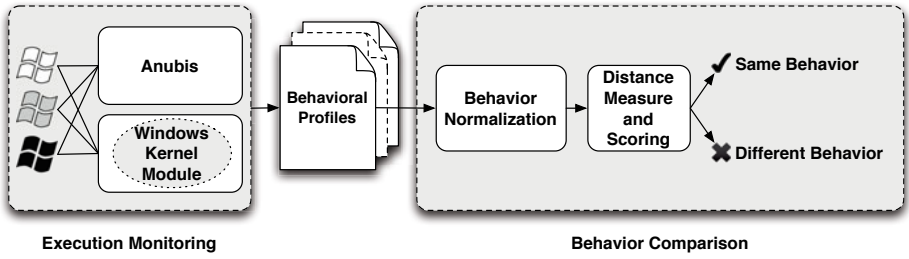 Anubis
Windows
Kernel
Module
Execution Monitoring
Behavioral
Profiles
Behavior
Normalization
Distance
Measure
and
Scoring
Same Behavior
Different Behavior
Behavior Comparison